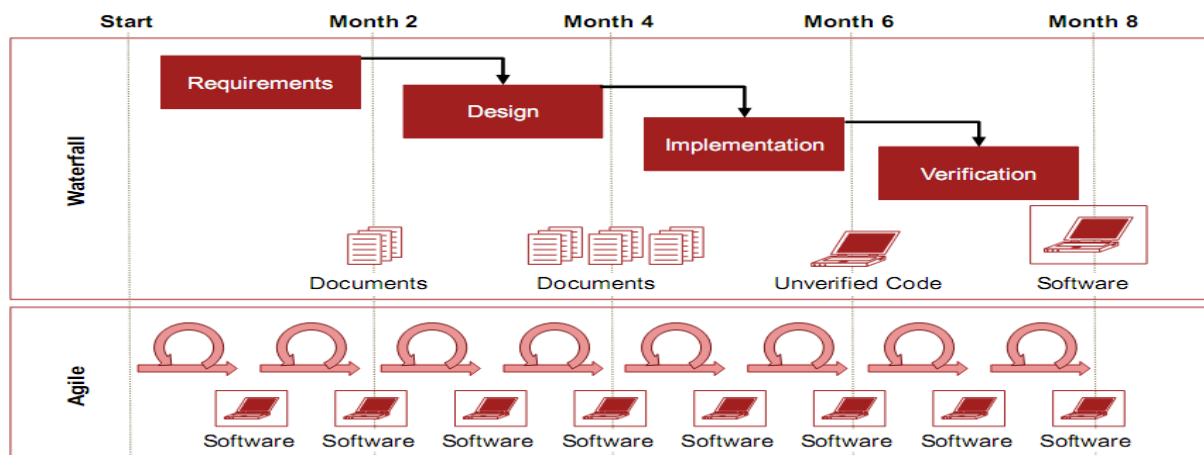 Start Month 2 Month 4 Month 6 Month 8
Waterfall
Requirements
Design
Implementation
Verification
Documents Documents Unverified Code Software
Agile
Software Software Software Software Software Software Software Software